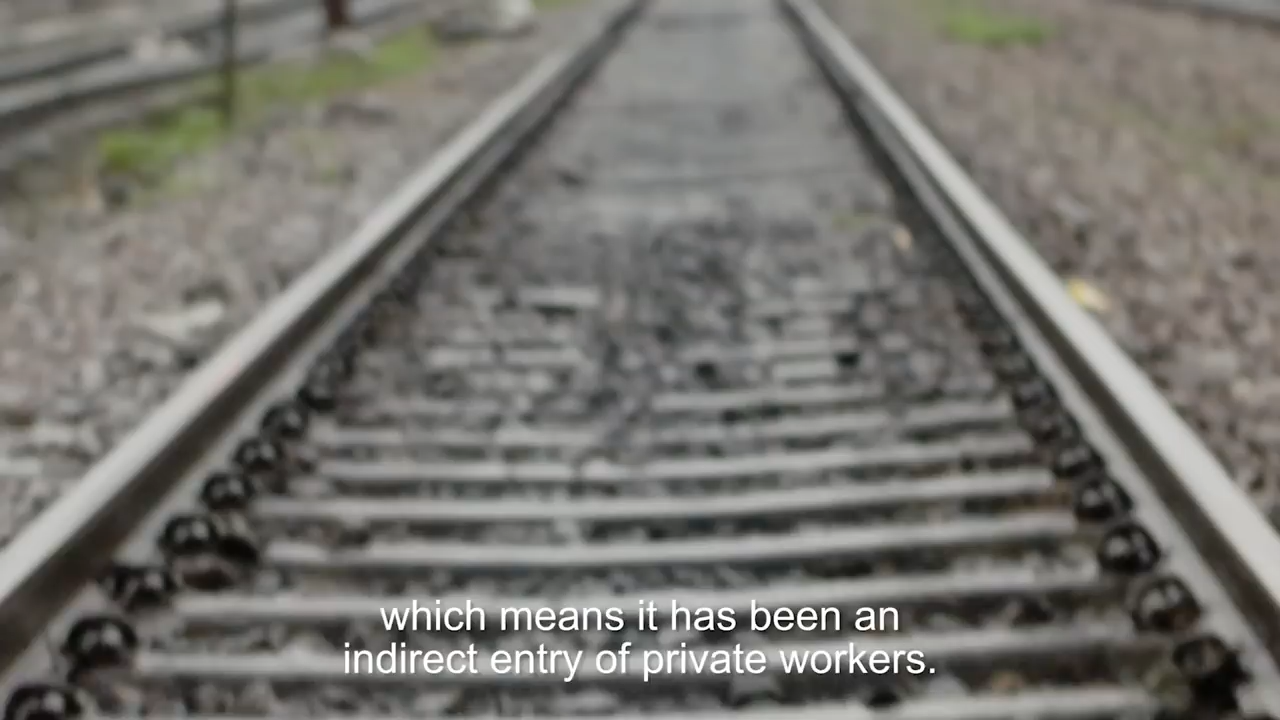 which means it has been an
indirect entry of private workers.